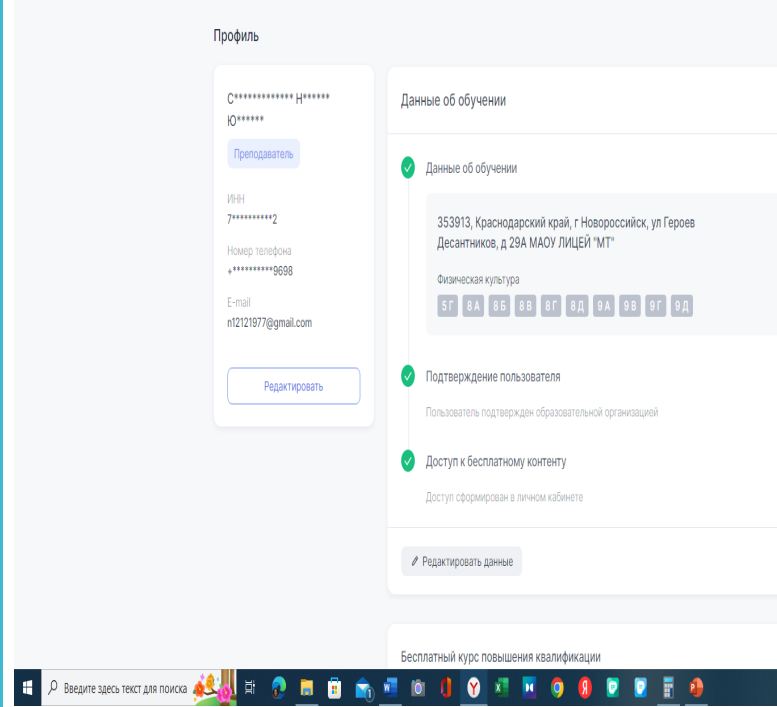 Профиль
С************* Н******
Ю******
Преподаватель
ИНН
7**********2
Номер телефона
+**********9698
E-mail
n12121977@gmail.com
Редактировать
Данные об обучении
Данные об обучении
353913, Краснодарский край, г Новороссийск, ул Героев
Десантников, д 29А МАОУ ЛИЦЕЙ "МТ"
Физическая культура
5Г 8А 8Б 8В 8Г 8Д 9А 9В 9Г 9Д
Подтверждение пользователя
Пользователь подтвержден образовательной организацией
Доступ к бесплатному контенту
Доступ сформирован в личном кабинете
Редактировать данные
Бесплатный курс повышения квалификации
Введите здесь текст для поиска